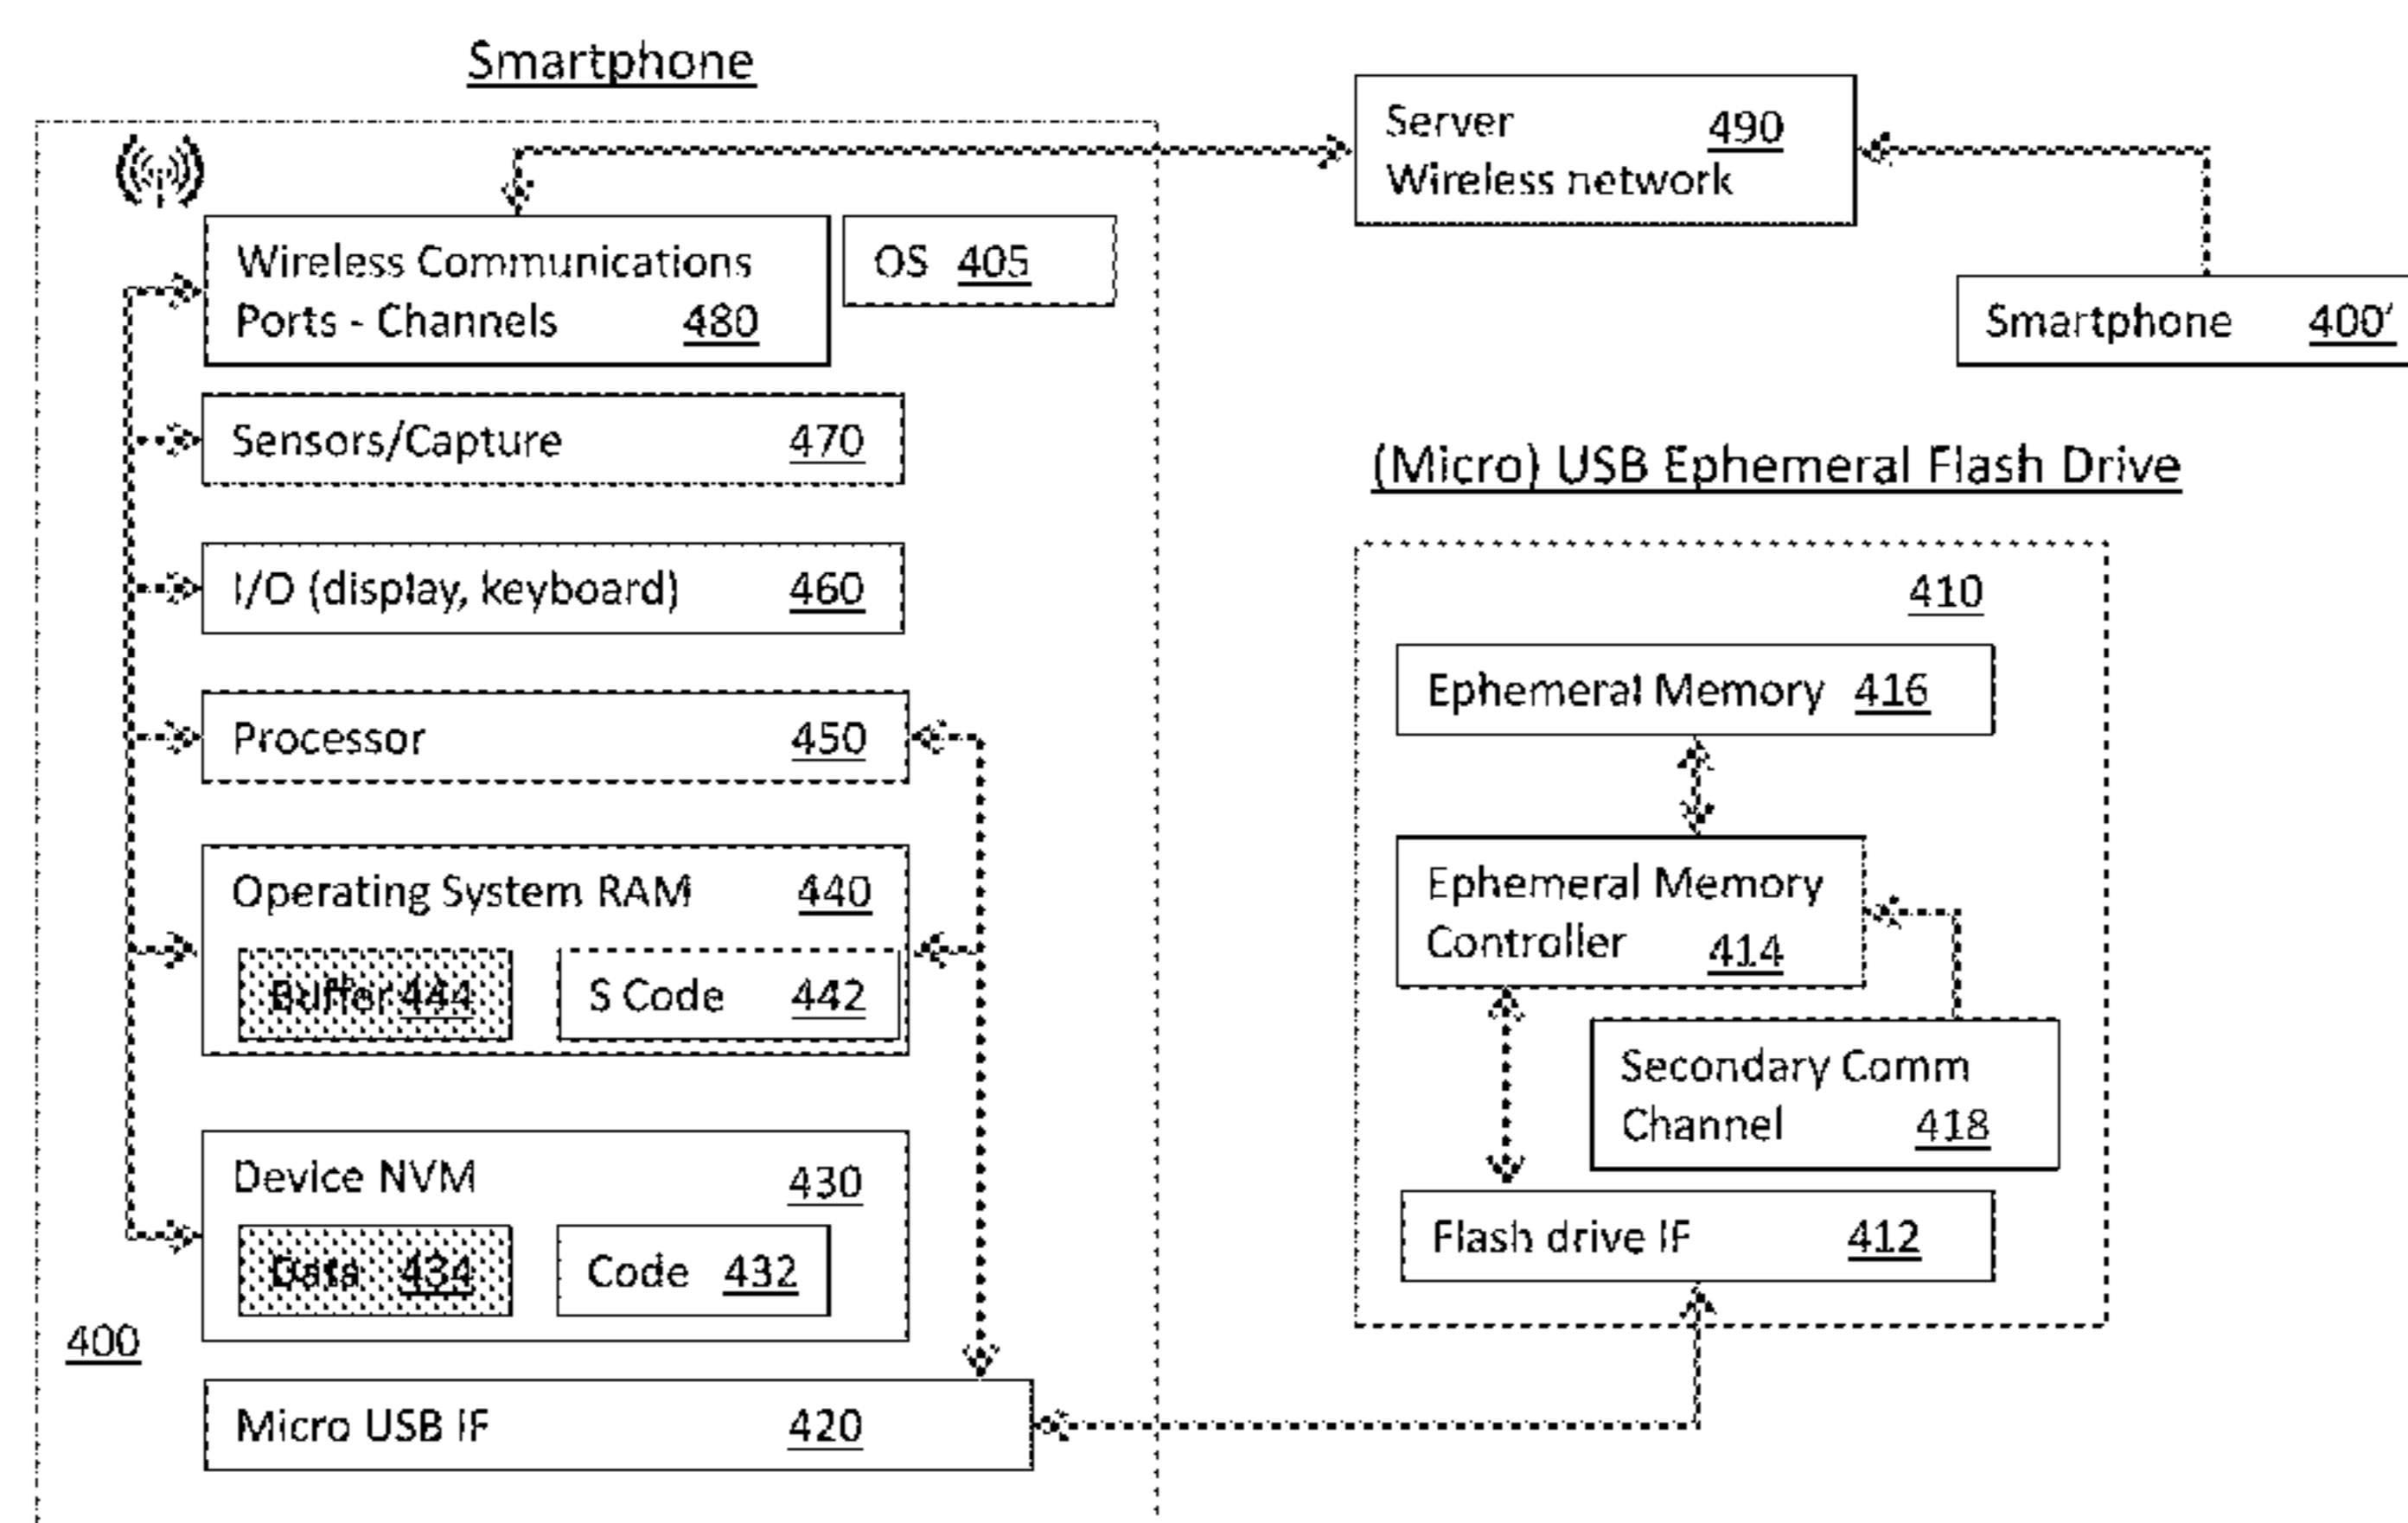 Smartphone
Server 490
Wireless network
Wireless Communications
Ports - Channels 480
OS 405
Smartphone 400'
Sensors/Capture 470
(Micro) USB Ephemeral Flash Drive
I/O (display, keyboard) 460
410
Ephemeral Memory 416
Processor 450
Ephemeral Memory
Controller 414
Operating System RAM 440
Buffer 444
S Code 442
Secondary Comm
Channel 418
Device NVM 430
Data 434
Code 432
Flash drive IF 412
400
Micro USB IF 420